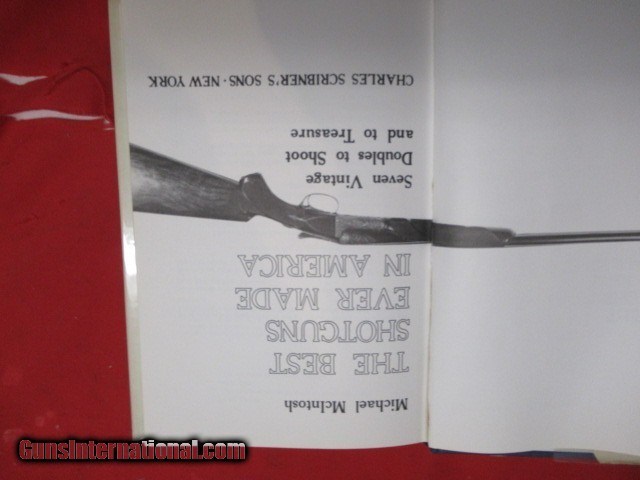 Michael McIntosh
THE BEST
SHOTGUNS
EVER MADE
IN AMERICA
Seven Vintage
Doubles to Shoot
and to Treasure
CHARLES SCRIBNER'S SONS · NEW YORK
GunsInternational.com